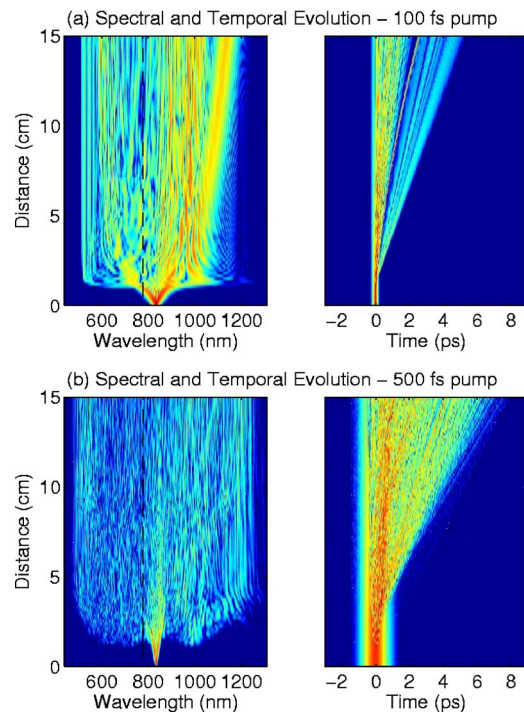 (a) Spectral and Temporal Evolution – 100 fs pump
15
10
5
0
Distance (cm)
600 800 1000 1200
Wavelength (nm)
−2 0 2 4 6 8
Time (ps)
(b) Spectral and Temporal Evolution – 500 fs pump
15
10
5
0
Distance (cm)
600 800 1000 1200
Wavelength (nm)
−2 0 2 4 6 8
Time (ps)